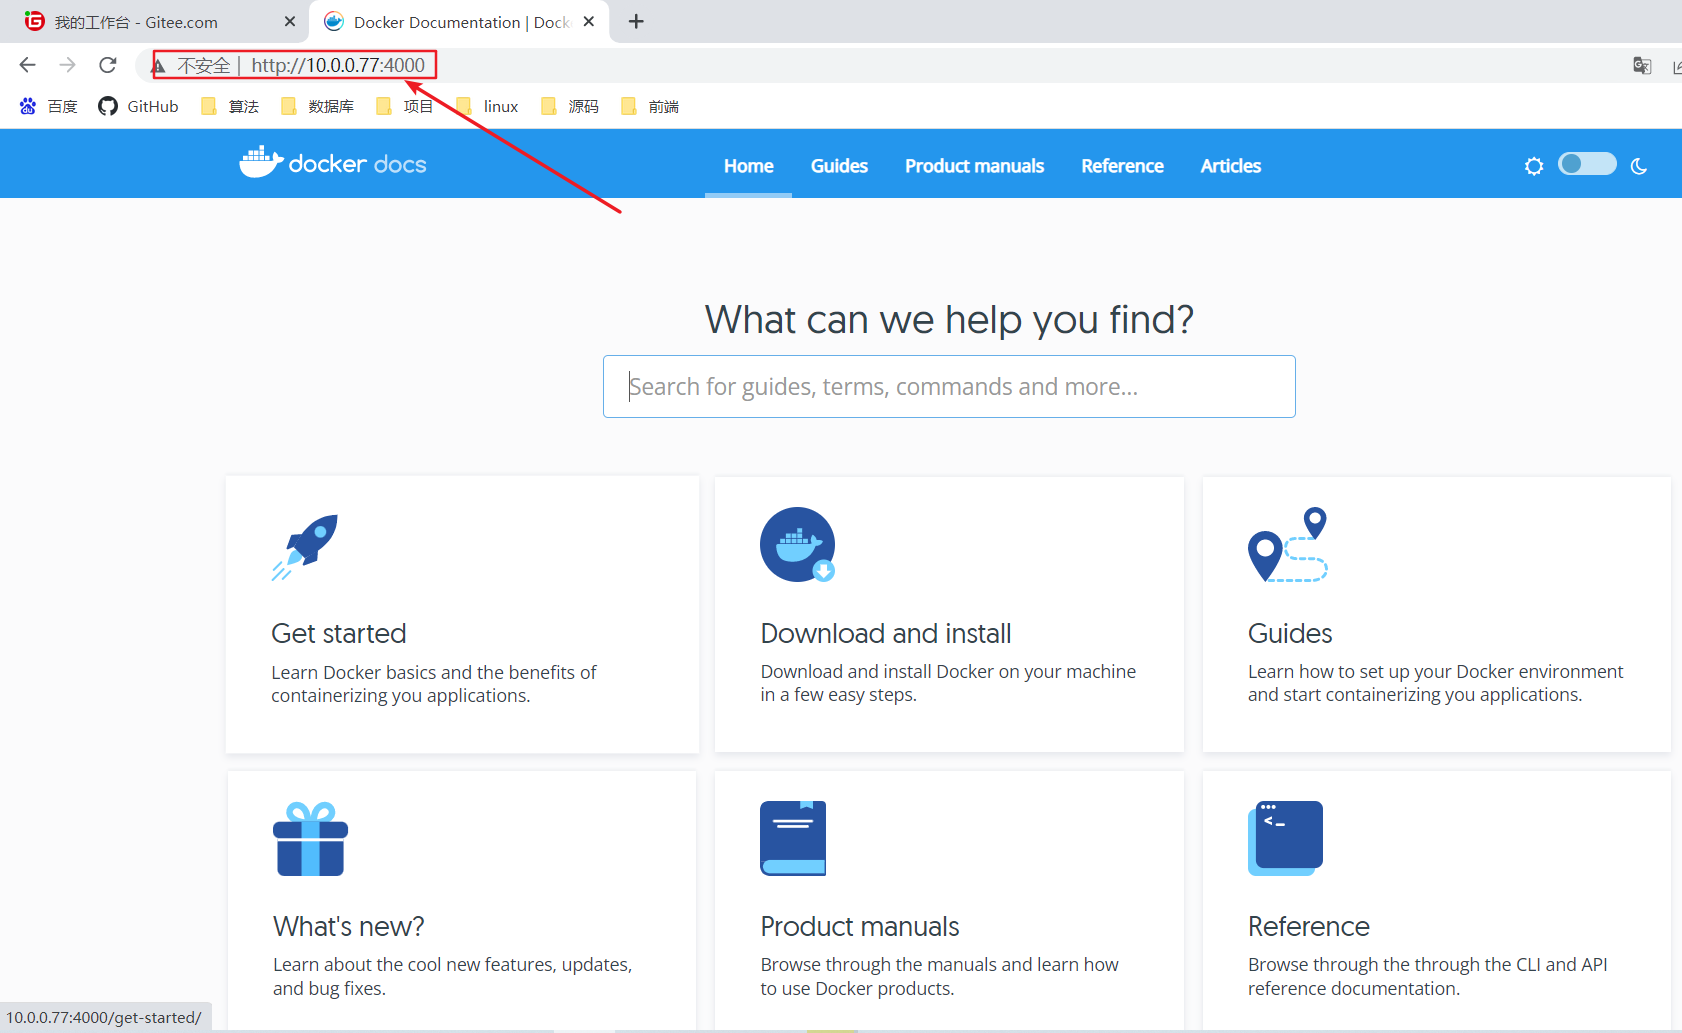 我的工作台 - Gitee.com
Docker Documentation | Docke
不安全 | http://10.0.0.77:4000
百度 GitHub 算法 数据库 项目 linux 源码 前端
docker docs Home Guides Product manuals Reference Articles
What can we help you find?
Search for guides, terms, commands and more...
Get started
Learn Docker basics and the benefits of
containerizing you applications.
Download and install
Download and install Docker on your machine
in a few easy steps.
Guides
Learn how to set up your Docker environment
and start containerizing you applications.
What's new?
Learn about the cool new features, updates,
and bug fixes.
Product manuals
Browse through the manuals and learn how
to use Docker products.
<_
Reference
Browse through the through the CLI and API
reference documentation.
10.0.0.77:4000/get-started/